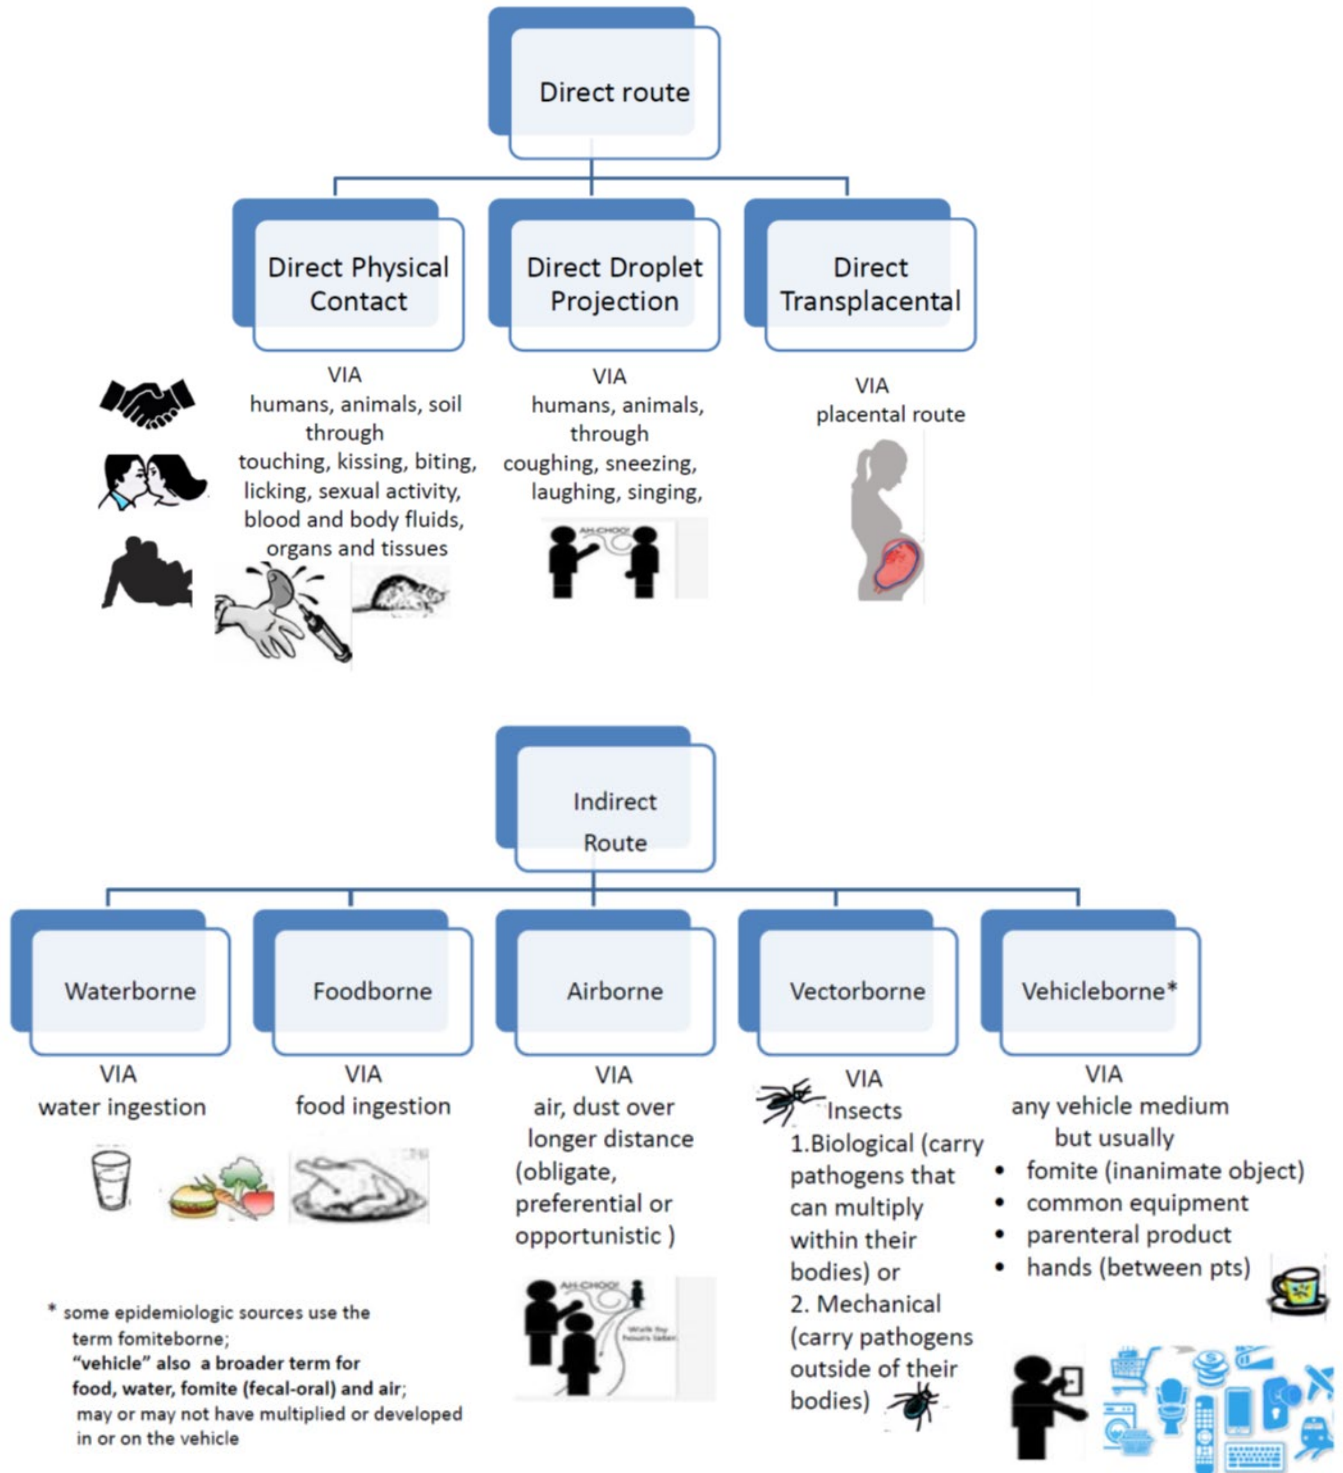 Direct route
Direct Physical
Contact
Direct Droplet
Projection
Direct
Transplacental
VIA
humans, animals, soil
through
touching, kissing, biting,
licking, sexual activity,
blood and body fluids,
organs and tissues
VIA
humans, animals,
through
coughing, sneezing,
laughing, singing,
AH-CHOO!
VIA
placental route
Indirect
Route
Waterborne
Foodborne
Airborne
Vectorborne
Vehicleborne*
VIA
water ingestion
VIA
food ingestion
VIA
air, dust over
longer distance
(obligate,
preferential or
opportunistic )
AH-CHOO!
Walk by
hours later.
VIA
Insects
1.Biological (carry
pathogens that
can multiply
within their
bodies) or
2. Mechanical
(carry pathogens
outside of their
bodies)
VIA
any vehicle medium
but usually
• fomite (inanimate object)
• common equipment
• parenteral product
• hands (between pts)
* some epidemiologic sources use the
term fomiteborne;
“vehicle” also a broader term for
food, water, fomite (fecal-oral) and air;
may or may not have multiplied or developed
in or on the vehicle
$